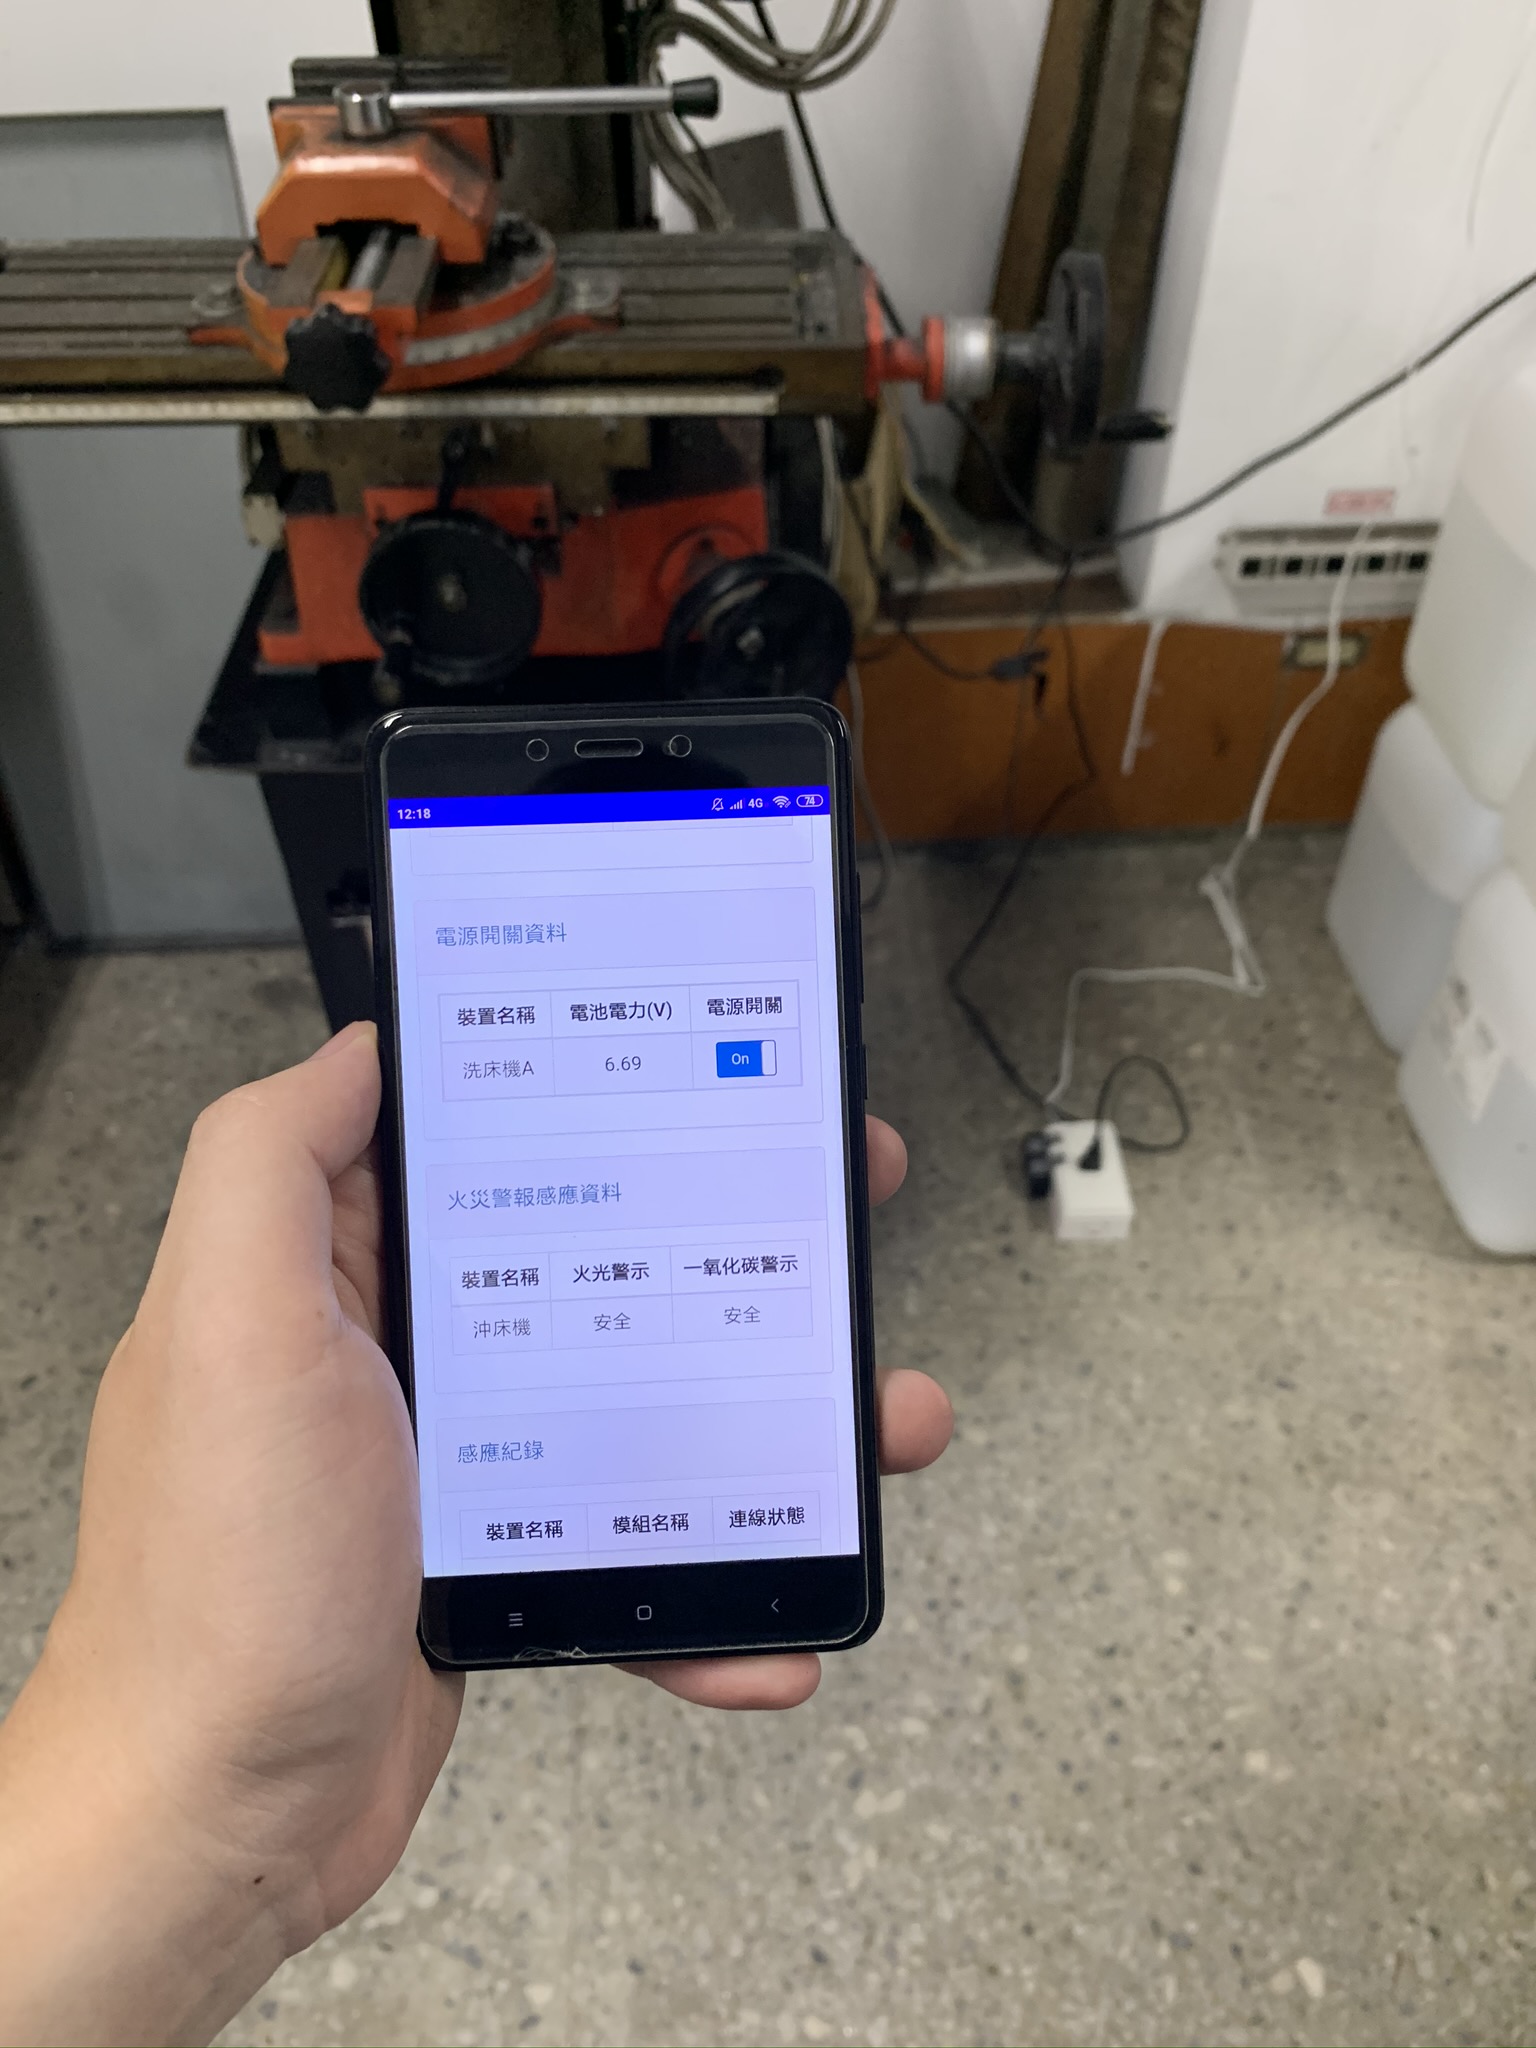 12:18 4G 74
電源開關資料
裝置名稱 電池電力(V) 電源開關
洗床機A 6.69 On
火災警報感應資料
裝置名稱 火光警示 一氧化碳警示
沖床機 安全 安全
感應紀錄
裝置名稱 模組名稱 連線狀態